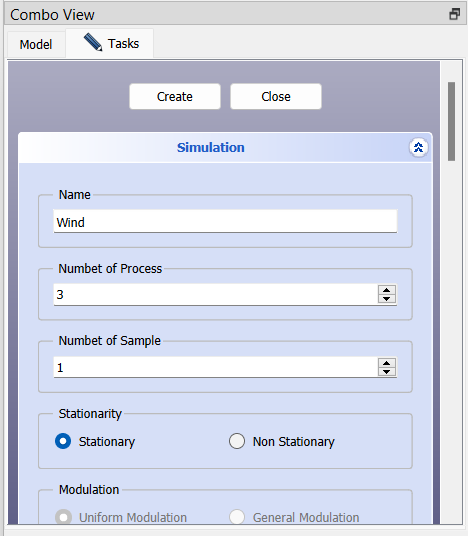 Combo View
Model Tasks
Create Close
Simulation
Name
Wind
Numbet of Process
3
Numbet of Sample
1
Stationarity
Stationary Non Stationary
Modulation
Uniform Modulation General Modulation